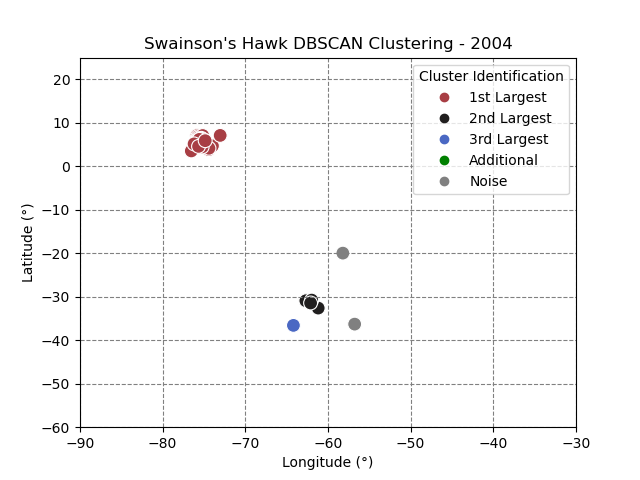 Swainson's Hawk DBSCAN Clustering - 2004
Cluster Identification
1st Largest
2nd Largest
3rd Largest
Additional
Noise
Latitude (°)
20
10
0
−10
−20
−30
−40
−50
−60
−90
−80
−70
−60
−50
−40
−30
Longitude (°)